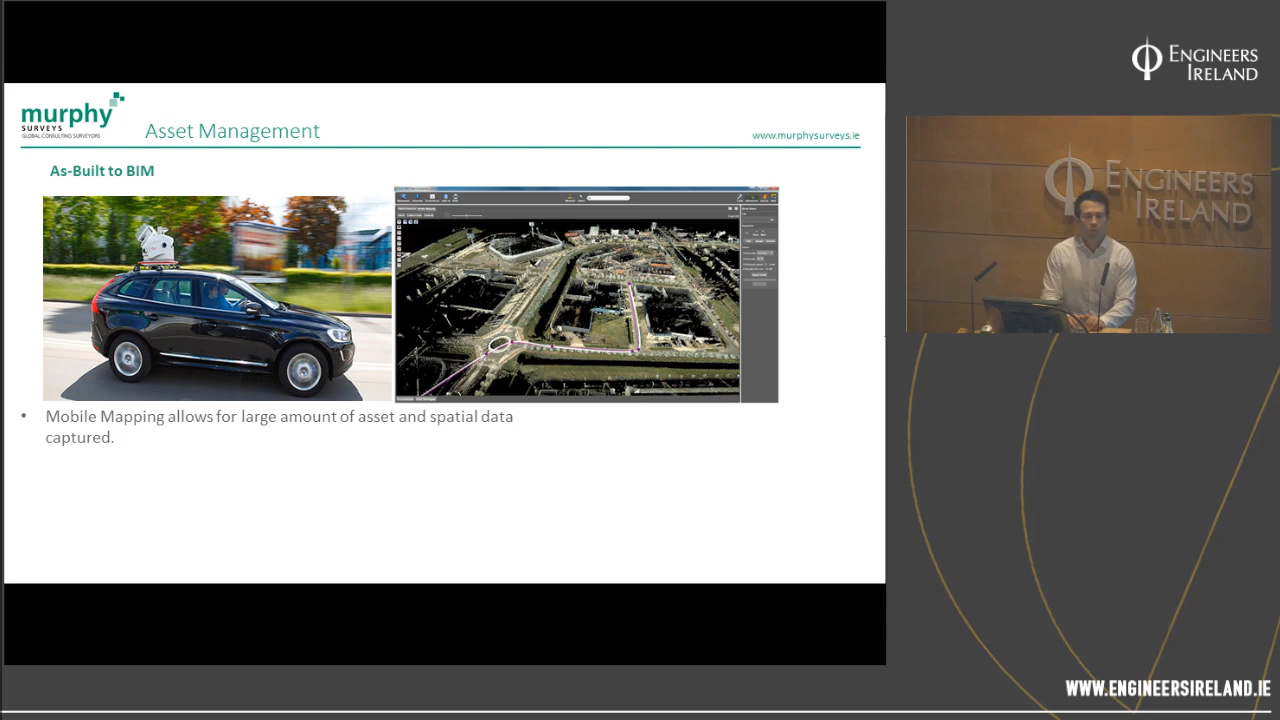 murphy
SURVEYS
GLOBAL CONSULTING SURVEYORS
Asset Management
www.murphysurveys.ie
As-Built to BIM
• Mobile Mapping allows for large amount of asset and spatial data
captured.
ENGINEERS
IRELAND
ENGINEERS
IRELAND
WWW.ENGINEERSIRELAND.IE